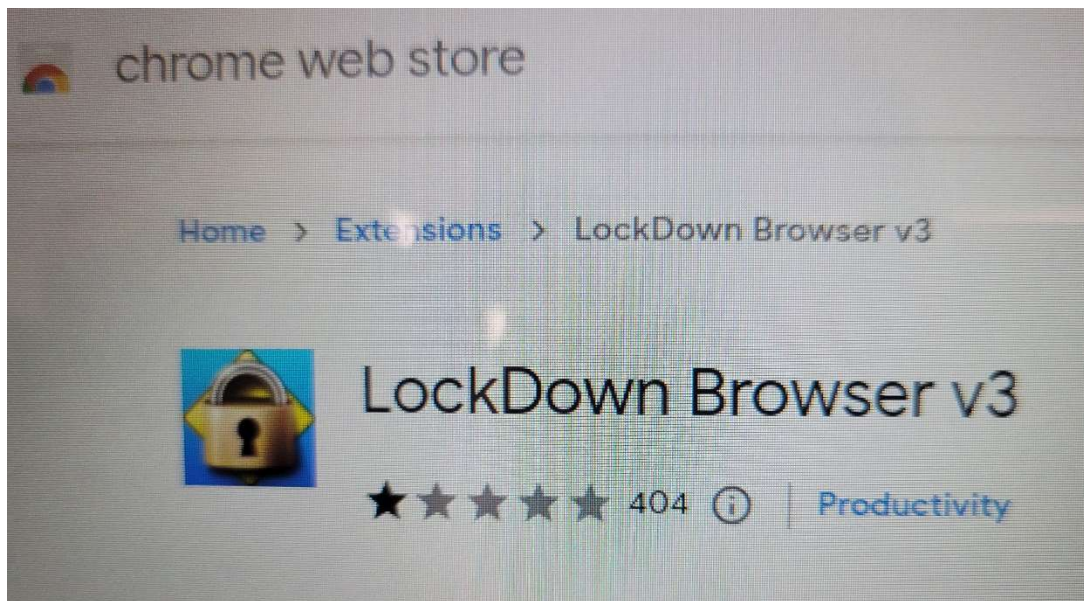 chrome web store
Home > Extensions > LockDown Browser v3
LockDown Browser v3
404 Productivity